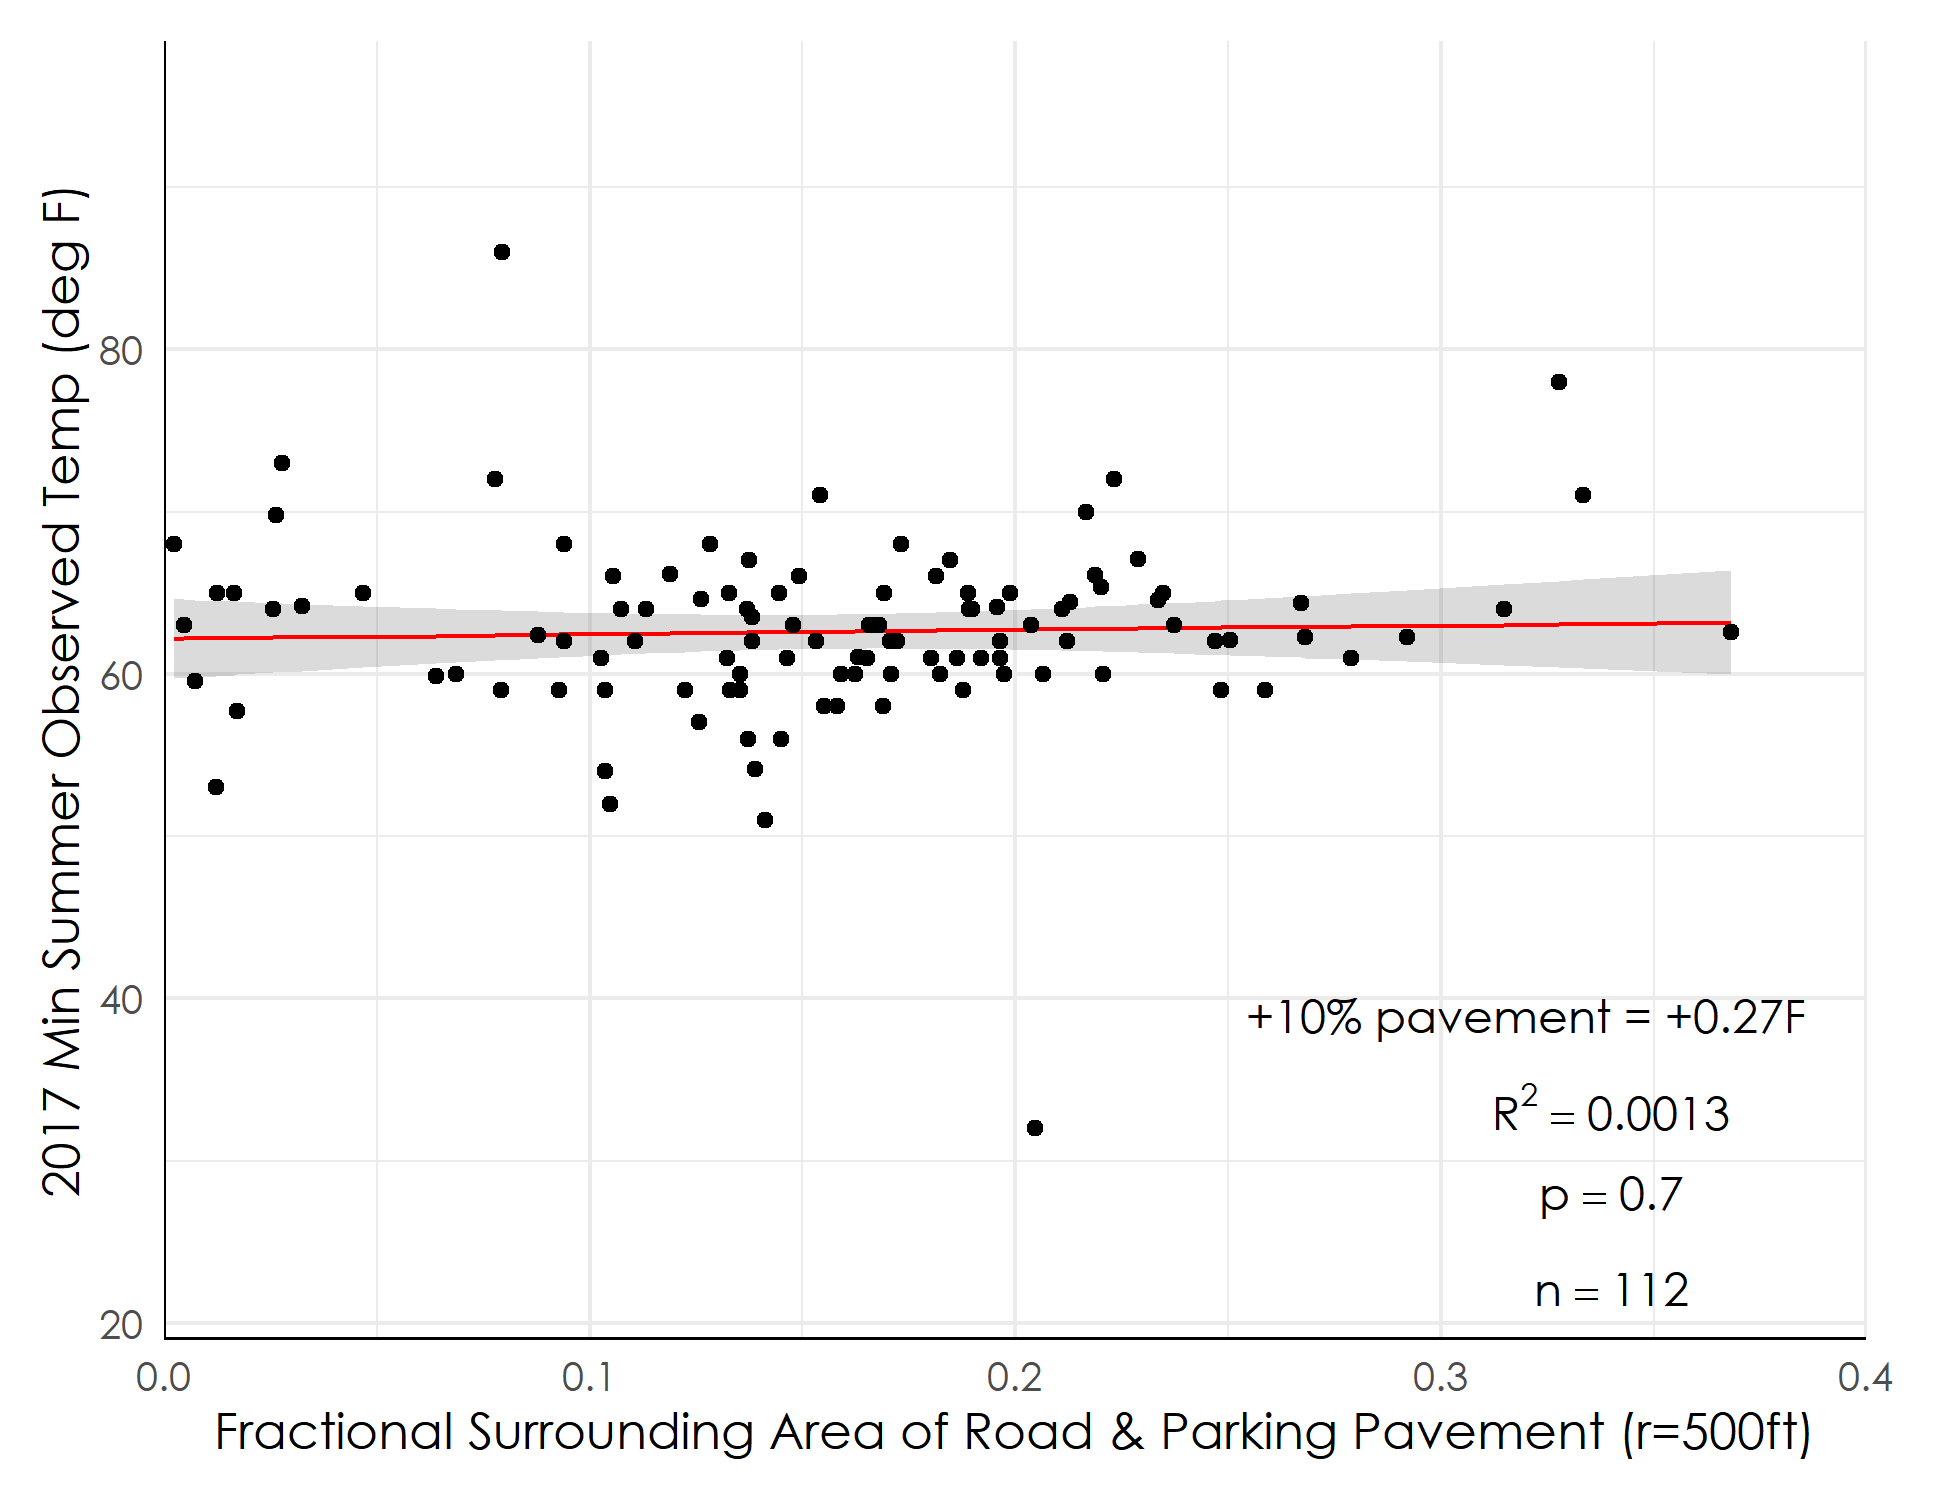 2017 Min Summer Observed Temp (deg F)
80
60
40
20
+10% pavement = +0.27F
R² = 0.0013
p = 0.7
n = 112
0.0 0.1 0.2 0.3 0.4
Fractional Surrounding Area of Road & Parking Pavement (r=500ft)